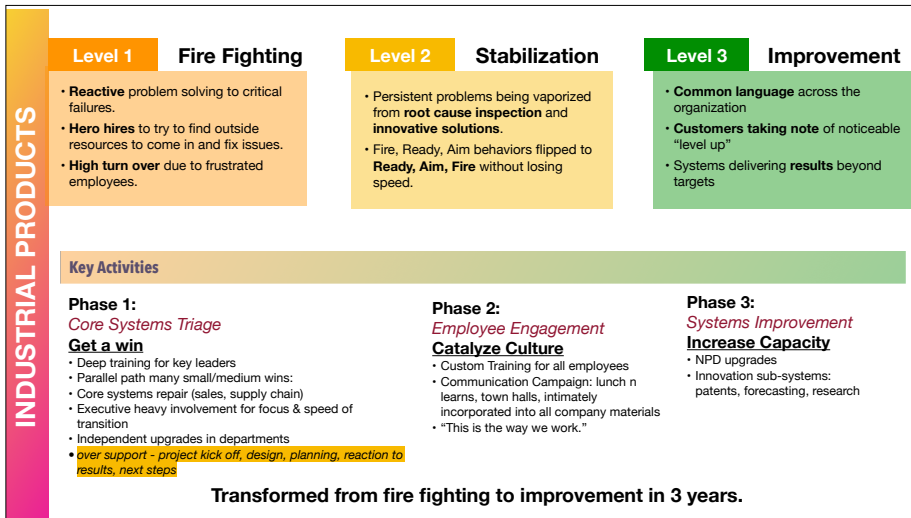 INDUSTRIAL PRODUCTS
Level 1
Fire Fighting
• Reactive problem solving to critical
failures.
• Hero hires to try to find outside
resources to come in and fix issues.
• High turn over due to frustrated
employees.
Level 2
Stabilization
• Persistent problems being vaporized
from root cause inspection and
innovative solutions.
• Fire, Ready, Aim behaviors flipped to
Ready, Aim, Fire without losing
speed.
Level 3
Improvement
• Common language across the
organization
• Customers taking note of noticeable
“level up”
• Systems delivering results beyond
targets
Key Activities
Phase 1:
Core Systems Triage
Get a win
• Deep training for key leaders
• Parallel path many small/medium wins:
• Core systems repair (sales, supply chain)
• Executive heavy involvement for focus & speed of
transition
• Independent upgrades in departments
• over support - project kick off, design, planning, reaction to
results, next steps
Phase 2:
Employee Engagement
Catalyze Culture
• Custom Training for all employees
• Communication Campaign: lunch n
learns, town halls, intimately
incorporated into all company materials
• “This is the way we work.”
Phase 3:
Systems Improvement
Increase Capacity
• NPD upgrades
• Innovation sub-systems:
patents, forecasting, research
Transformed from fire fighting to improvement in 3 years.